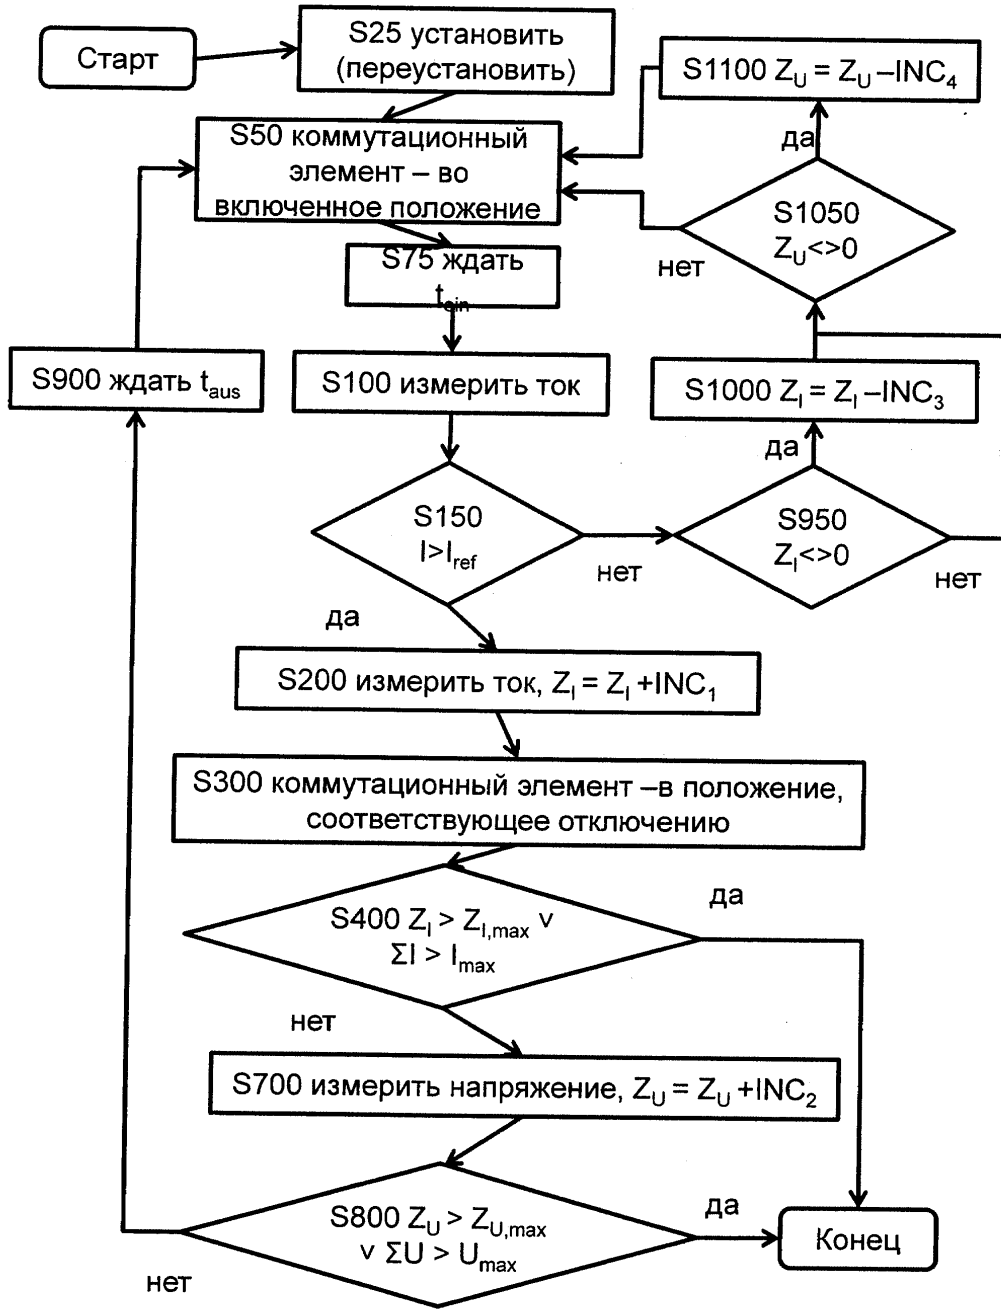 Старт
S25 установить
(переустановить)
S1100 Z_U = Z_U –INC_4
S50 коммутационный
элемент – во
включенное положение
да
S1050
Z_U<>0
нет
S75 ждать
t_ein
S900 ждать t_aus
S100 измерить ток
S1000 Z_I = Z_I –INC_3
да
S150
I>I_ref
нет
S950
Z_I<>0
нет
да
S200 измерить ток, Z_I = Z_I +INC_1
S300 коммутационный элемент –в положение,
соответствующее отключению
да
S400 Z_I > Z_I,max v
ΣI > I_max
нет
S700 измерить напряжение, Z_U = Z_U +INC_2
S800 Z_U > Z_U,max
v ΣU > U_max
да
Конец
нет